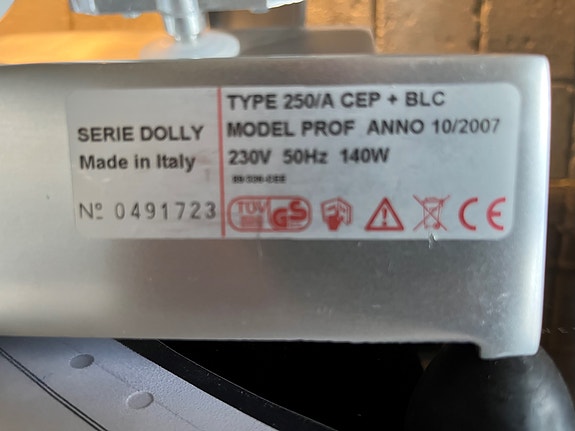 SERIE DOLLY
Made in Italy
Nº 0491723
TYPE 250/A CEP + BLC
MODEL PROF ANNO 10/2007
230V 50Hz 140W
TÜV GS
CE